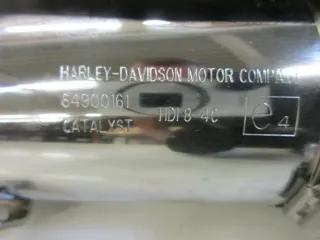 HARLEY-DAVIDSON MOTOR COMPANY
64900161 HDI 8-4C e4
CATALYST